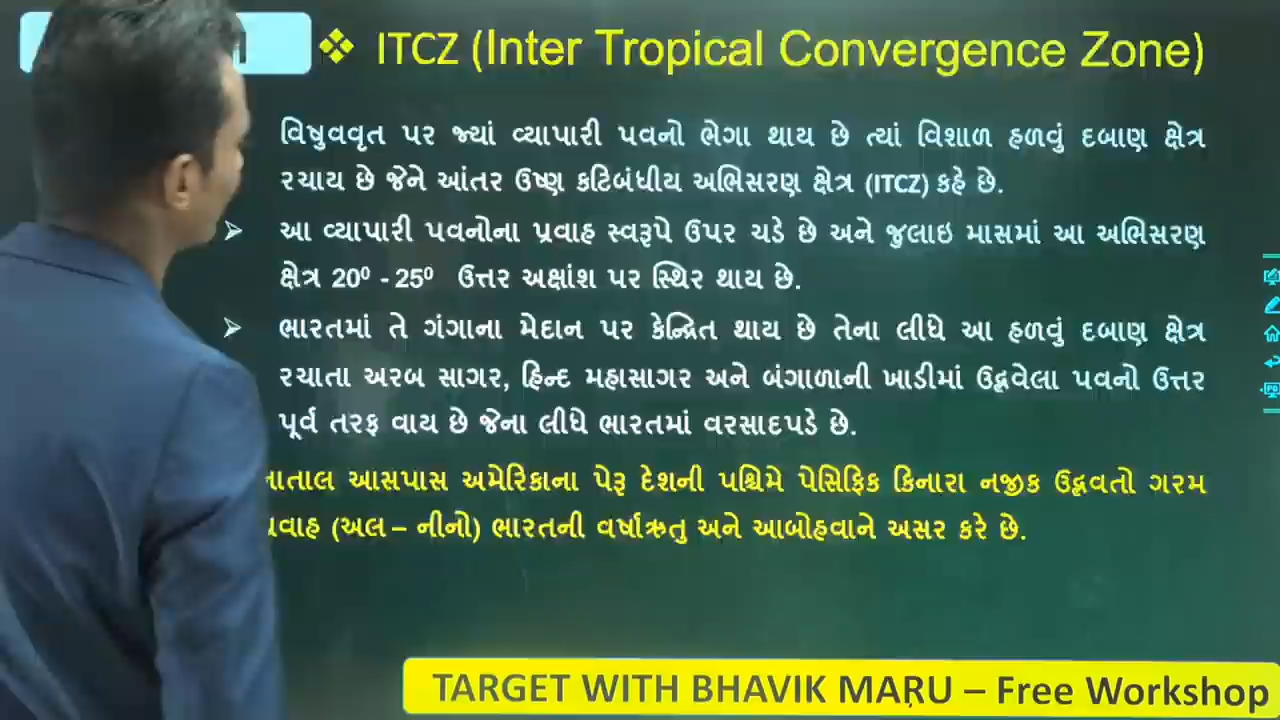 ❖ ITCZ (Inter Tropical Convergence Zone)
વિષુવવૃત પર જ્યાં વ્યાપારી પવનો ભેગા થાય છે ત્યાં વિશાળ હળવું દબાણ ક્ષેત્ર
રચાય છે જેને આંતર ઉષ્ણ કટિબંધીય અભિસરણ ક્ષેત્ર (ITCZ) કહે છે.
➢ આ વ્યાપારી પવનોના પ્રવાહ સ્વરૂપે ઉપર ચડે છે અને જુલાઇ માસમાં આ અભિસરણ
ક્ષેત્ર 20⁰ - 25⁰ ઉત્તર અક્ષાંશ પર સ્થિર થાય છે.
➢ ભારતમાં તે ગંગાના મેદાન પર કેન્દ્રિત થાય છે તેના લીધે આ હળવું દબાણ ક્ષેત્ર
રચાતા અરબ સાગર, હિન્દ મહાસાગર અને બંગાળાની ખાડીમાં ઉદ્ભવેલા પવનો ઉત્તર
પૂર્વ તરફ વાય છે જેના લીધે ભારતમાં વરસાદપડે છે.
આસપાસ અમેરિકાના પેરૂ દેશની પશ્ચિમે પેસિફિક કિનારા નજીક ઉદ્ભવતો ગરમ
(અલ – નીનો) ભારતની વર્ષાઋતુ અને આબોહવાને અસર કરે છે.
TARGET WITH BHAVIK MARU – Free Workshop